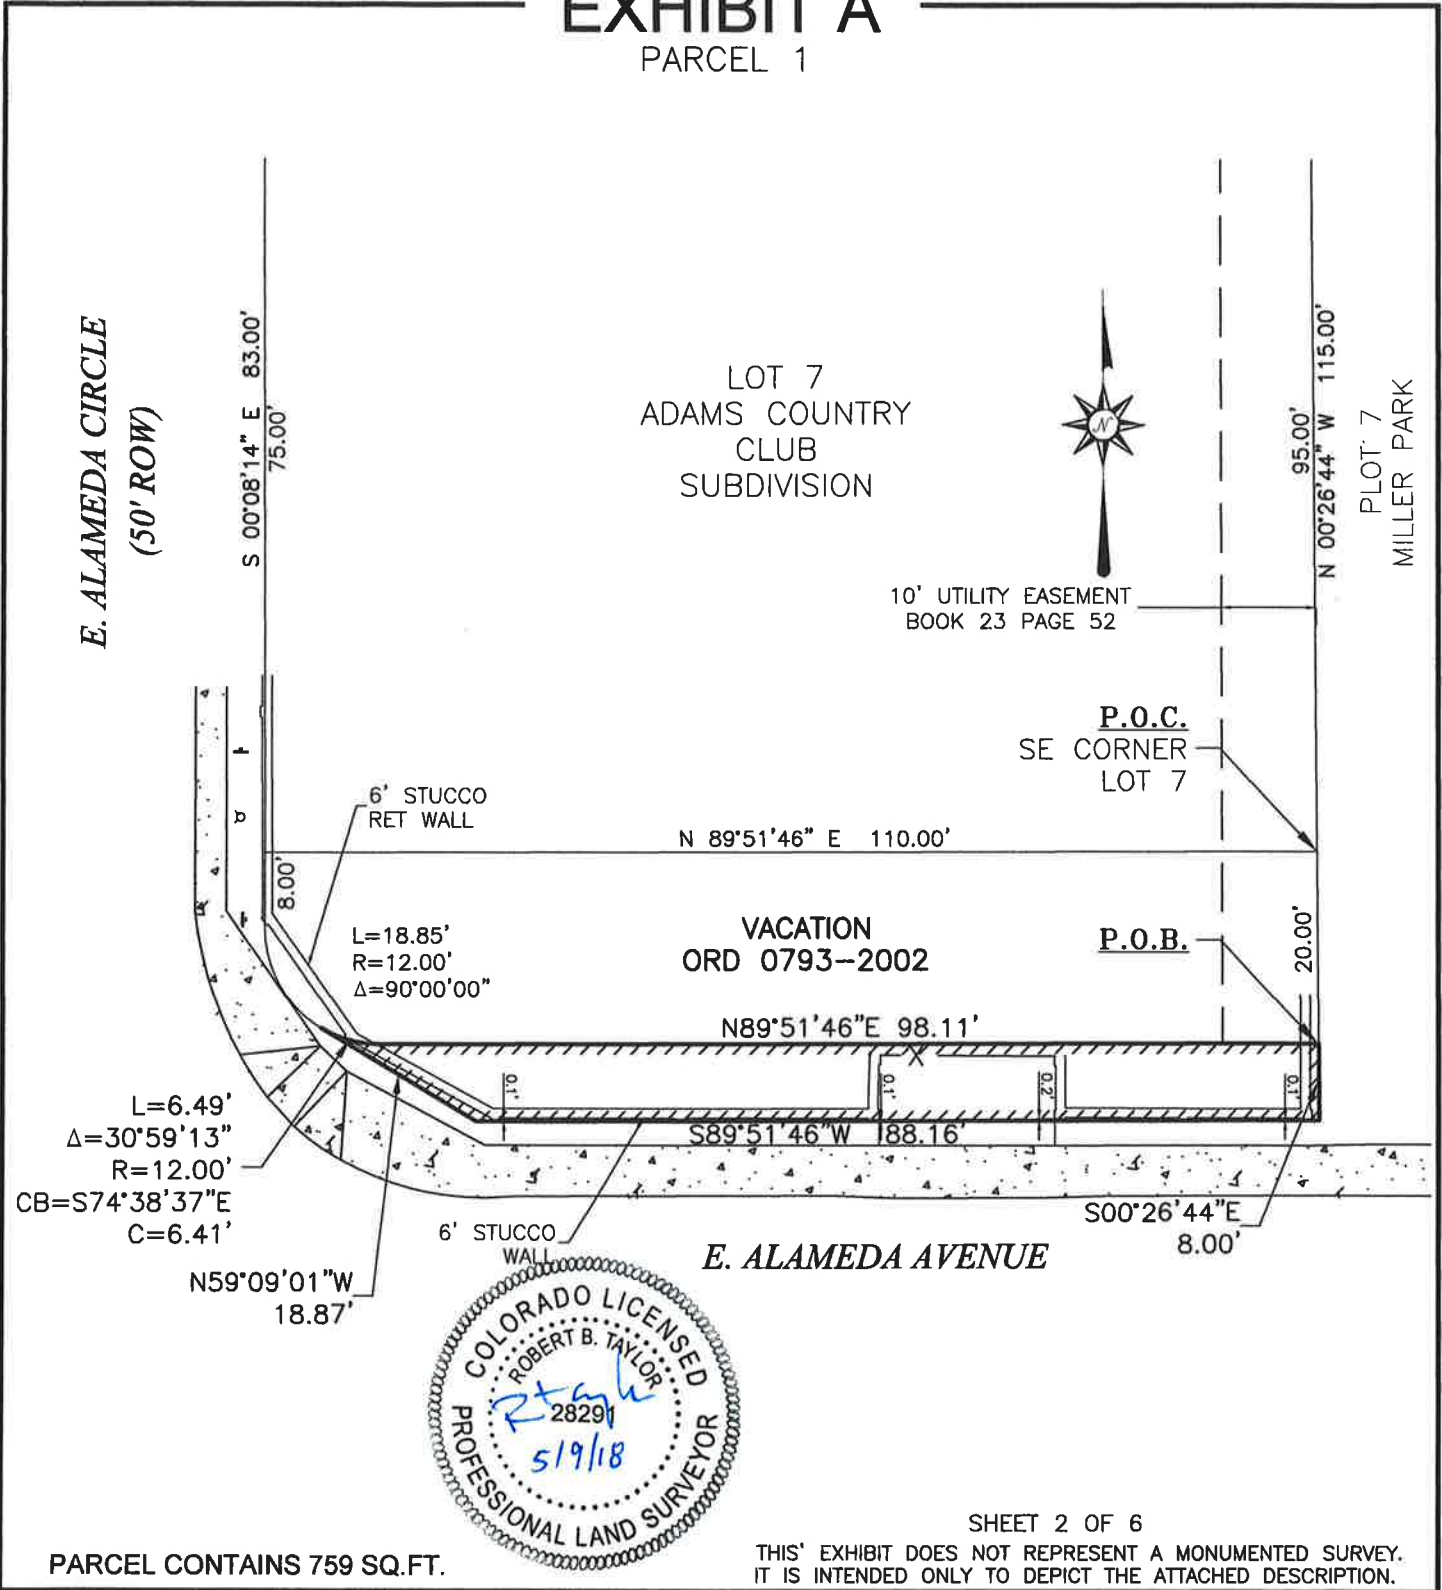 EXHIBIT A
PARCEL 1
E. ALAMEDA CIRCLE
(50' ROW)
S 00°08'14" E 83.00'
75.00'
LOT 7
ADAMS COUNTRY
CLUB
SUBDIVISION
N
95.00'
N 00°26'44" W 115.00'
PLOT 7
MILLER PARK
10' UTILITY EASEMENT
BOOK 23 PAGE 52
P.O.C.
SE CORNER
LOT 7
6' STUCCO
RET WALL
N 89°51'46" E 110.00'
8.00'
L=18.85'
R=12.00'
Δ=90°00'00"
VACATION
ORD 0793-2002
P.O.B.
20.00'
N89°51'46"E 98.11'
0.1'
0.1'
0.2'
0.1'
S89°51'46"W 88.16'
L=6.49'
Δ=30°59'13"
R=12.00'
CB=S74°38'37"E
C=6.41'
N59°09'01"W
18.87'
6' STUCCO
WALL
E. ALAMEDA AVENUE
S00°26'44"E
8.00'
COLORADO LICENSED
ROBERT B. TAYLOR
28291
5/9/18
PROFESSIONAL LAND SURVEYOR
SHEET 2 OF 6
PARCEL CONTAINS 759 SQ.FT.
THIS' EXHIBIT DOES NOT REPRESENT A MONUMENTED SURVEY.
IT IS INTENDED ONLY TO DEPICT THE ATTACHED DESCRIPTION.